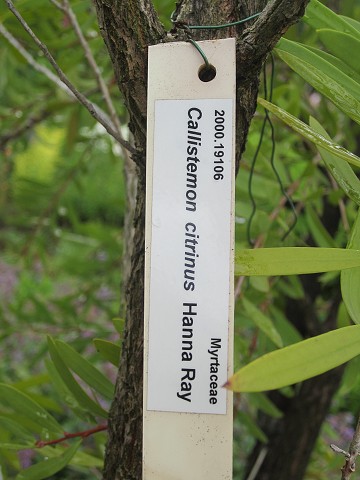 2000.19106
Callistemon citrinus Hanna Ray
Myrtaceae